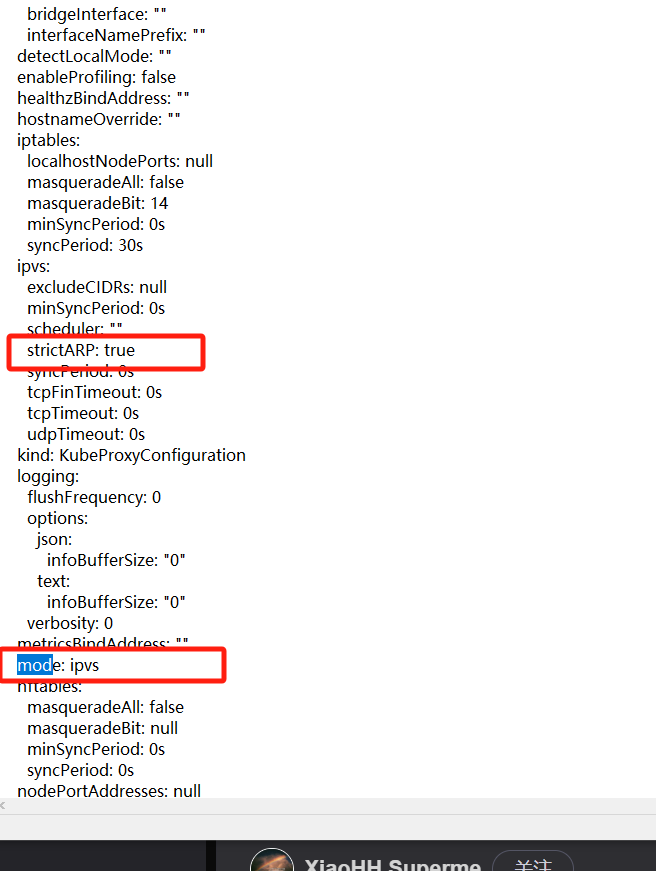 bridgeInterface: ""
interfaceNamePrefix: ""
detectLocalMode: ""
enableProfiling: false
healthzBindAddress: ""
hostnameOverride: ""
iptables:
localhostNodePorts: null
masqueradeAll: false
masqueradeBit: 14
minSyncPeriod: 0s
syncPeriod: 30s
ipvs:
excludeCIDRs: null
minSyncPeriod: 0s
scheduler: ""
strictARP: true
syncPeriod: 0s
tcpFinTimeout: 0s
tcpTimeout: 0s
udpTimeout: 0s
kind: KubeProxyConfiguration
logging:
flushFrequency: 0
options:
json:
infoBufferSize: "0"
text:
infoBufferSize: "0"
verbosity: 0
metricsBindAddress: ""
mode: ipvs
nftables:
masqueradeAll: false
masqueradeBit: null
minSyncPeriod: 0s
syncPeriod: 0s
nodePortAddresses: null
XiaoHH Superme 关注